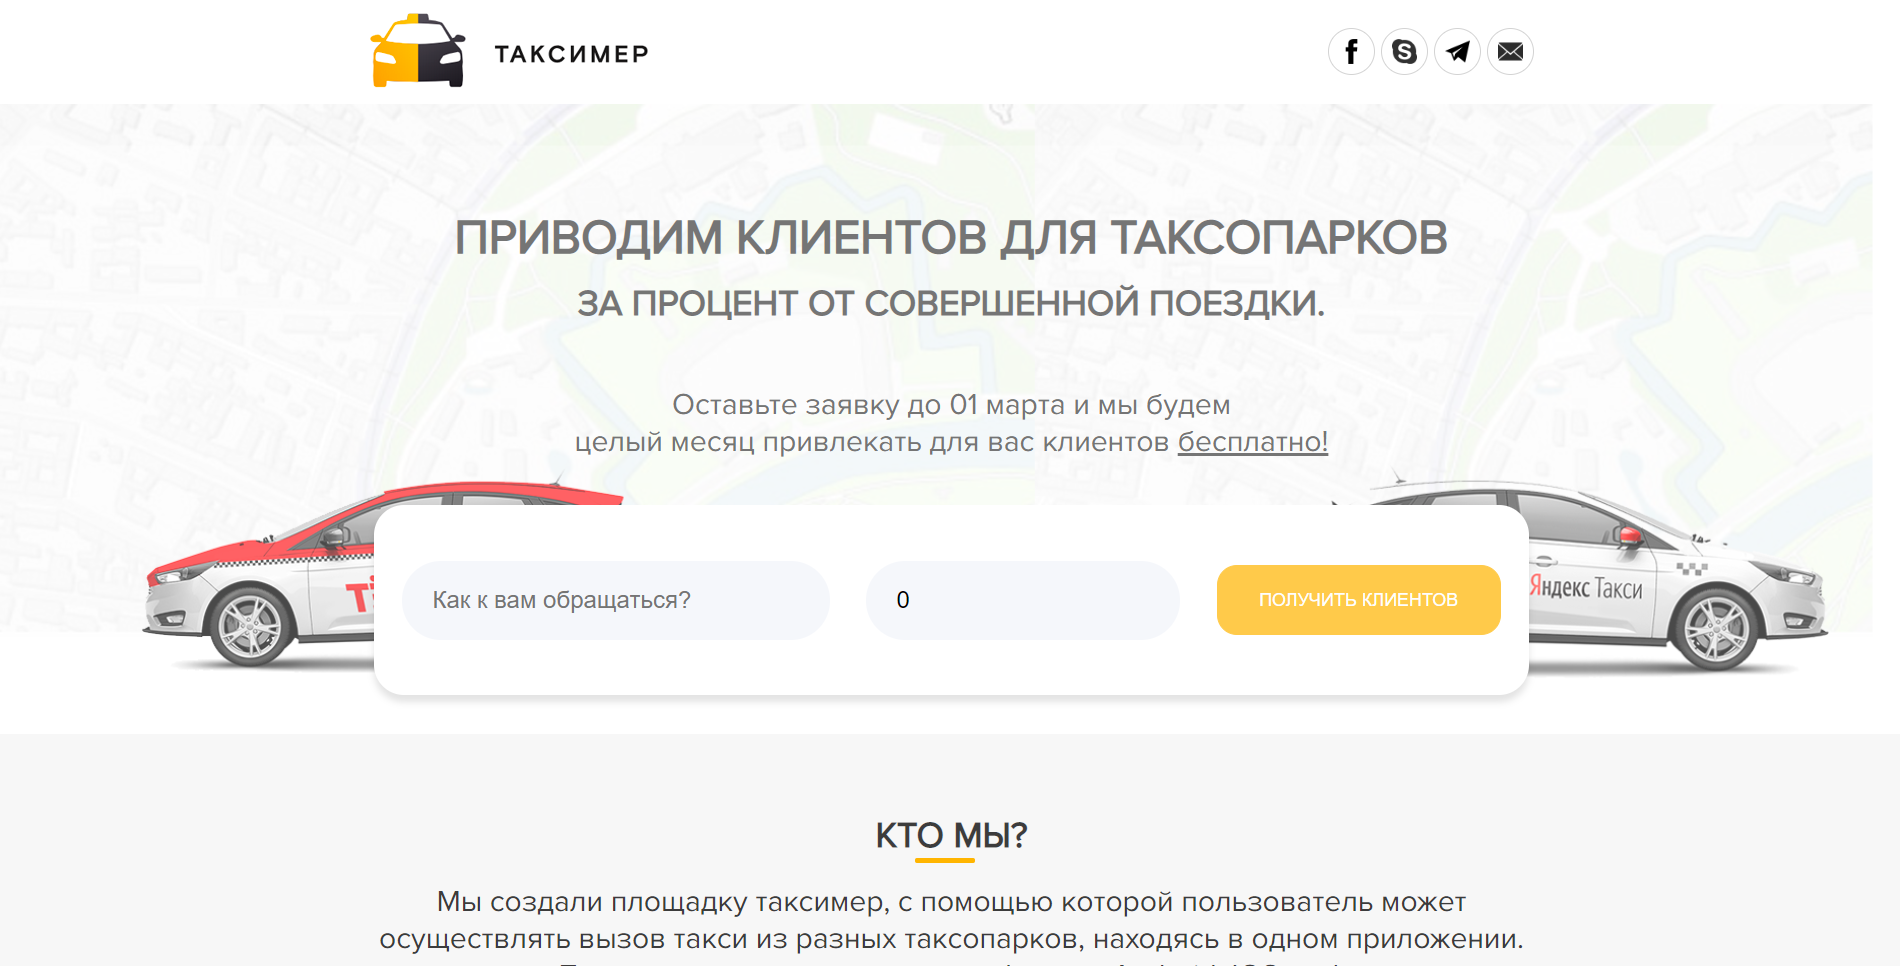 ТАКСИМЕР
ПРИВОДИМ КЛИЕНТОВ ДЛЯ ТАКСОПАРКОВ
ЗА ПРОЦЕНТ ОТ СОВЕРШЕННОЙ ПОЕЗДКИ.
Оставьте заявку до 01 марта и мы будем
целый месяц привлекать для вас клиентов бесплатно!
Как к вам обращаться?
0
ПОЛУЧИТЬ КЛИЕНТОВ
Яндекс Такси
КТО МЫ?
Мы создали площадку таксимер, с помощью которой пользователь может
осуществлять вызов такси из разных таксопарков, находясь в одном приложении.